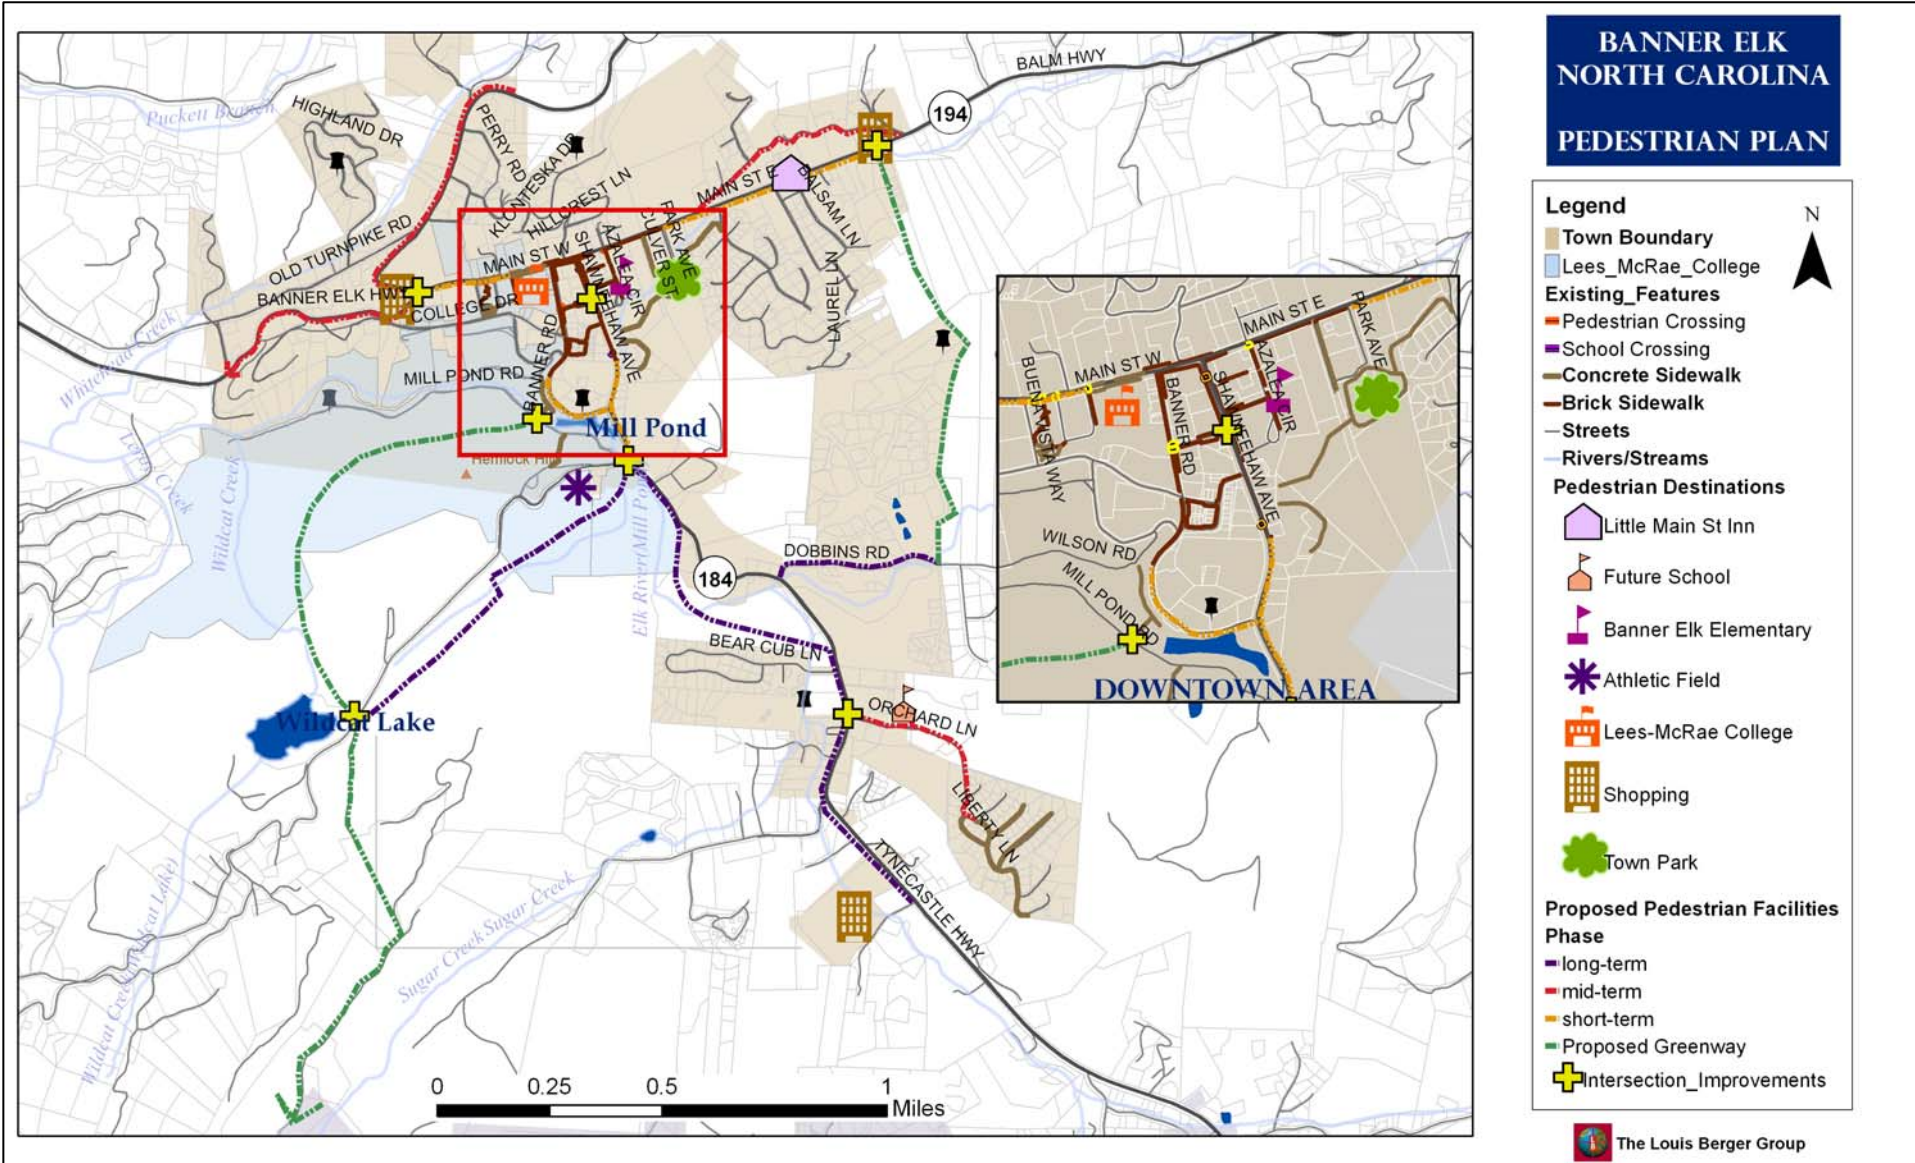 BANNER ELK
NORTH CAROLINA
PEDESTRIAN PLAN
Legend
N
Town Boundary
Lees_McRae_College
Existing_Features
Pedestrian Crossing
School Crossing
Concrete Sidewalk
Brick Sidewalk
Streets
Rivers/Streams
Pedestrian Destinations
Little Main St Inn
Future School
Banner Elk Elementary
Athletic Field
Lees-McRae College
Shopping
Town Park
Proposed Pedestrian Facilities
Phase
long-term
mid-term
short-term
Proposed Greenway
Intersection_Improvements
The Louis Berger Group
BALM HWY
194
Puckett Branch
HIGHLAND DR
PERRY RD
KLONTESKA DR
HILLCREST LN
MAIN ST E
BALSAM LN
LAUREL LN
PARK AVE
CULVER ST
AZALEA CIR
SHAWNEEHAW AVE
OLD TURNPIKE RD
MAIN ST W
BANNER ELK HWY
COLLEGE DR
BANNER RD
MILL POND RD
Whitehead Creek
Mill Pond
Hemlock Hill
Wildcat Creek
Elk River(Mill Pond)
184
DOBBINS RD
BEAR CUB LN
ORCHARD LN
LIBERTY LN
Wildcat Lake
TYNECASTLE HWY
Sugar Creek
Sugar Creek
Wildcat Creek(Wildcat Lake)
0 0.25 0.5 1
Miles
MAIN ST E
PARK AVE
MAIN ST W
AZALEA CIR
BUENA VISTA WAY
BANNER RD
SHAWNEEHAW AVE
WILSON RD
MILL POND RD
DOWNTOWN AREA